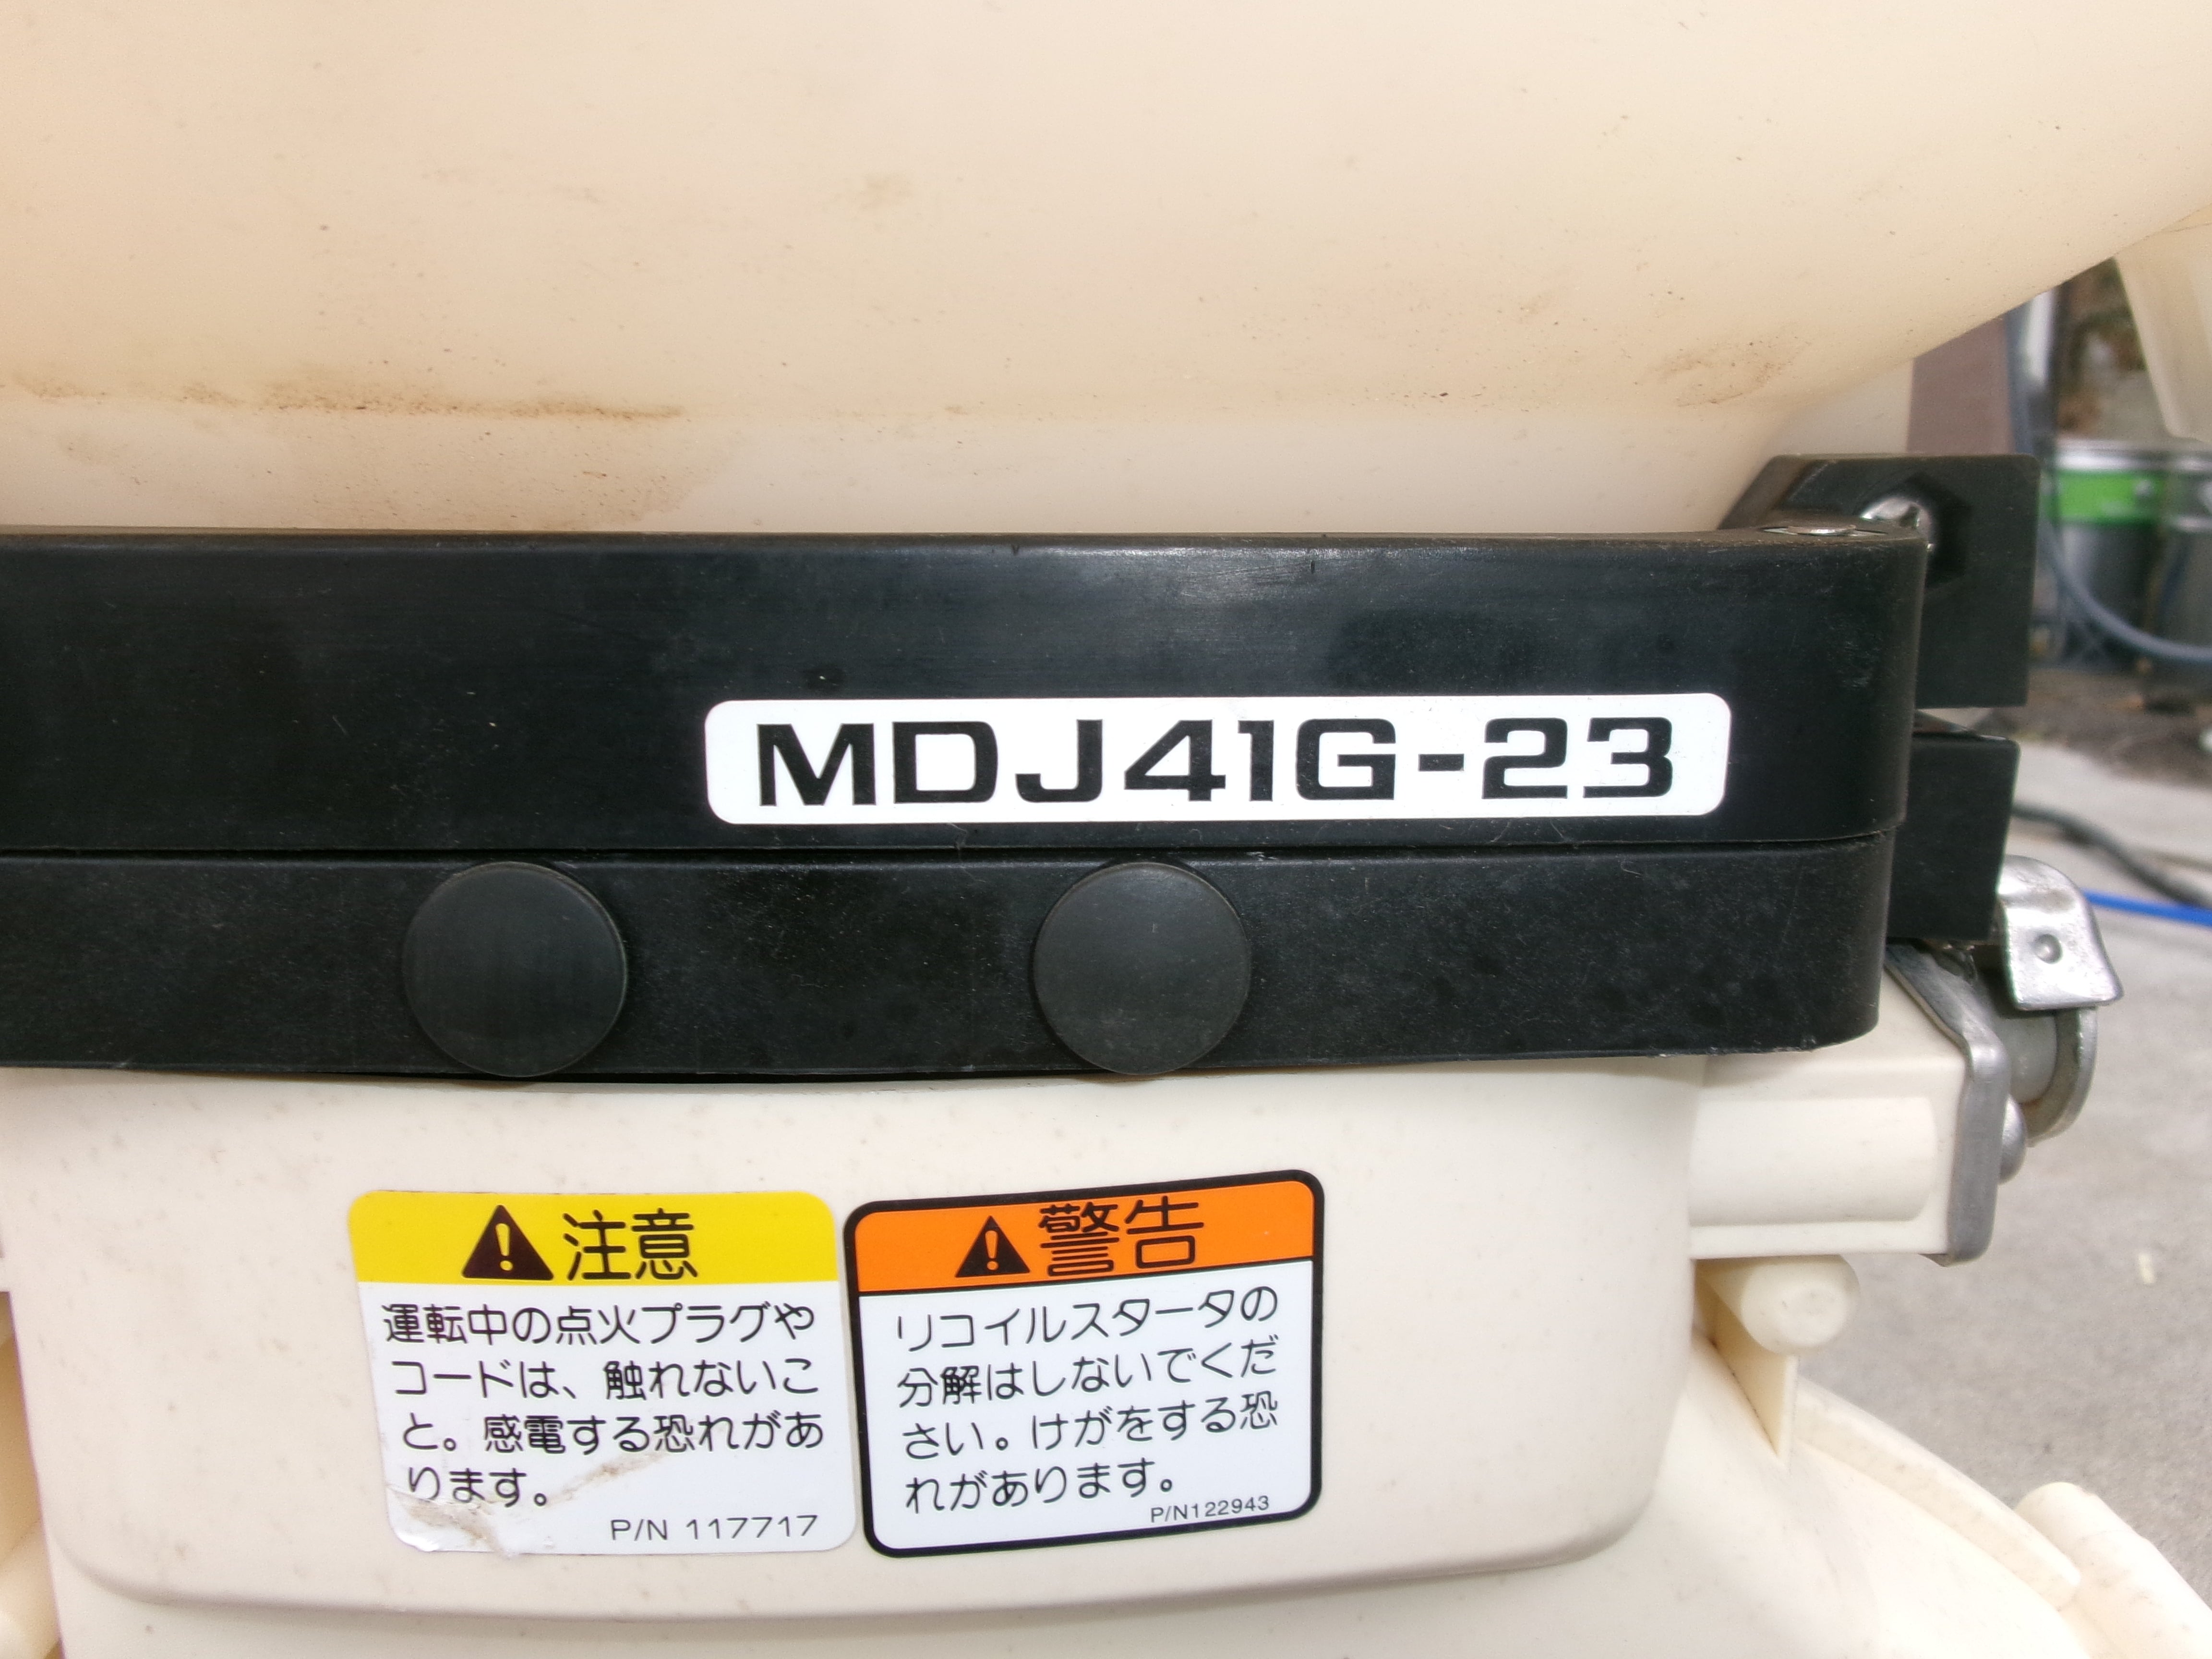 MDJ41G-23
注意
運転中の点火プラグや
コードは、触れないこ
と。感電する恐れがあ
ります。
P/N 117717
警告
リコイルスタータの
分解はしないでくだ
さい。けがをする恐
れがあります。
P/N122943